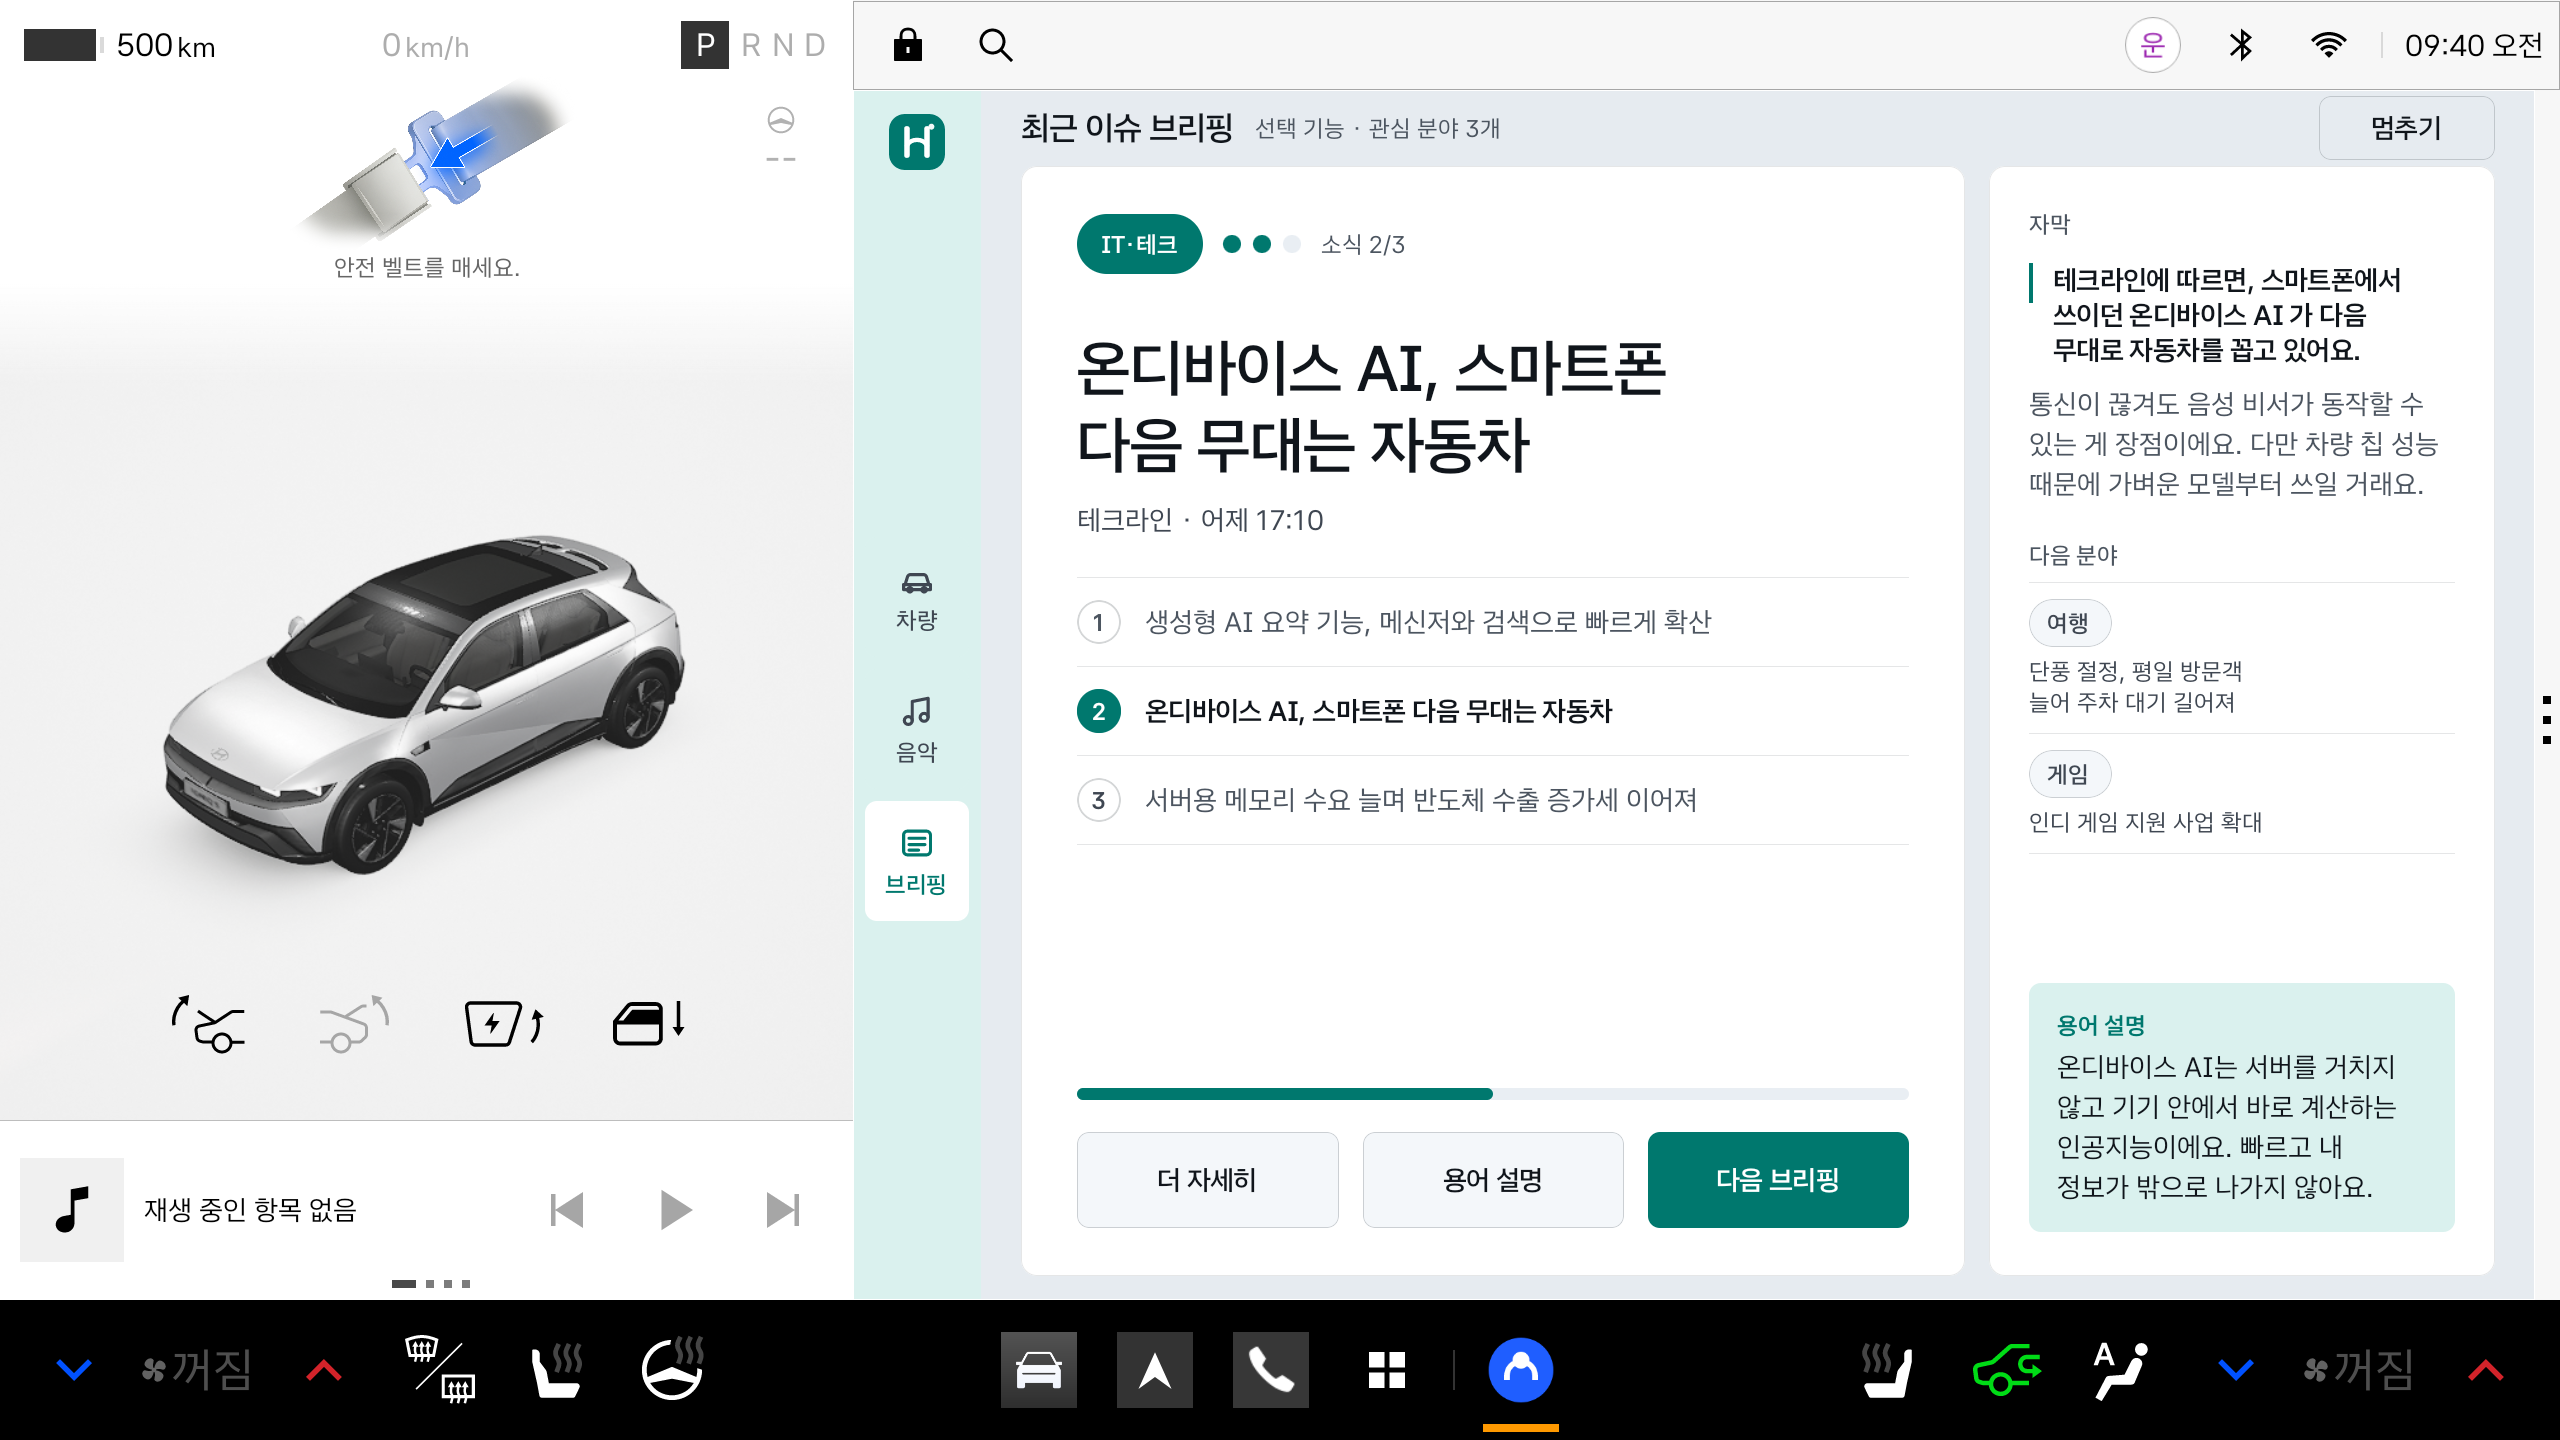 500 km
0 km/h
P R N D
안전 벨트를 매세요.
재생 중인 항목 없음
운
09:40 오전
차량
음악
브리핑
최근 이슈 브리핑 선택 기능 · 관심 분야 3개
멈추기
IT·테크
소식 2/3
온디바이스 AI, 스마트폰
다음 무대는 자동차
테크라인 · 어제 17:10
1 생성형 AI 요약 기능, 메신저와 검색으로 빠르게 확산
2 온디바이스 AI, 스마트폰 다음 무대는 자동차
3 서버용 메모리 수요 늘며 반도체 수출 증가세 이어져
더 자세히
용어 설명
다음 브리핑
자막
테크라인에 따르면, 스마트폰에서
쓰이던 온디바이스 AI 가 다음
무대로 자동차를 꼽고 있어요.
통신이 끊겨도 음성 비서가 동작할 수
있는 게 장점이에요. 다만 차량 칩 성능
때문에 가벼운 모델부터 쓰일 거래요.
다음 분야
여행
단풍 절정, 평일 방문객
늘어 주차 대기 길어져
게임
인디 게임 지원 사업 확대
용어 설명
온디바이스 AI는 서버를 거치지
않고 기기 안에서 바로 계산하는
인공지능이에요. 빠르고 내
정보가 밖으로 나가지 않아요.
꺼짐
A
꺼짐